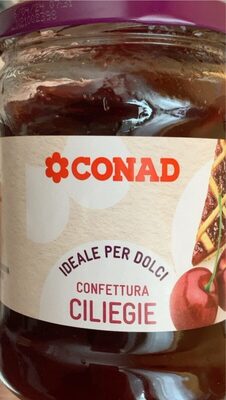 CONAD
IDEALE PER DOLCI
CONFETTURA
CILIEGIE